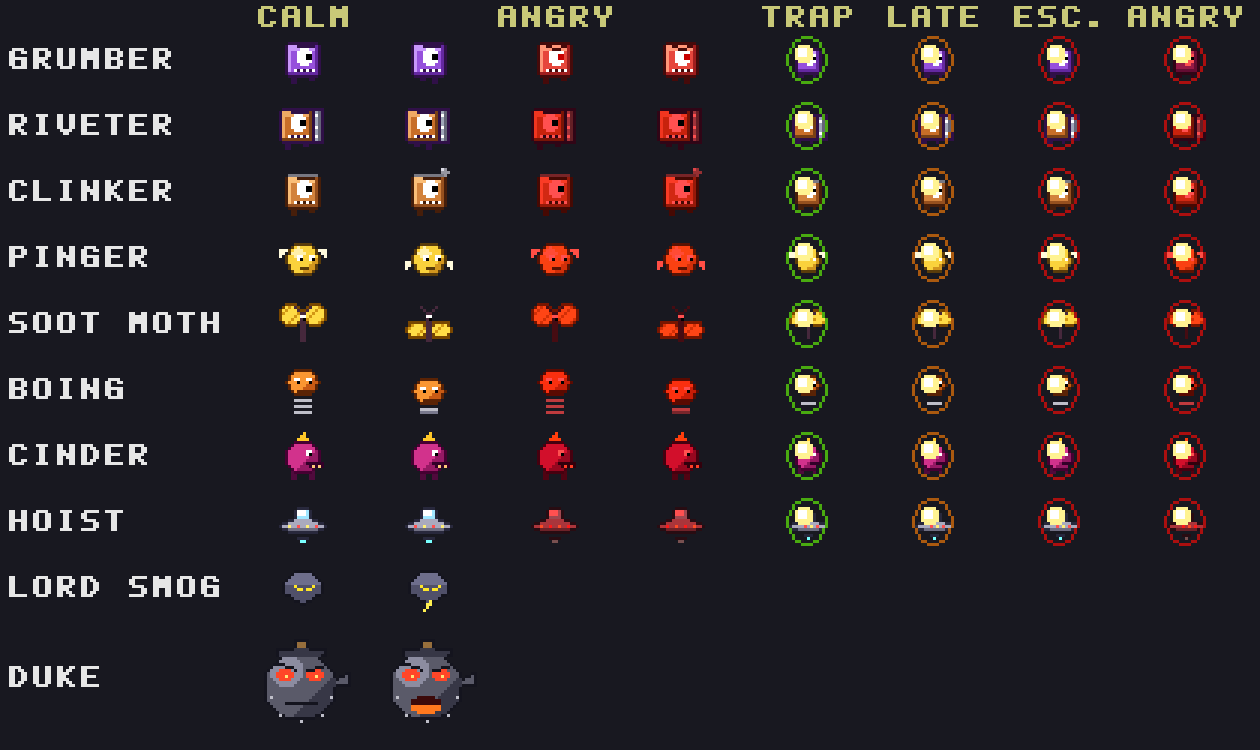 CALM ANGRY TRAP LATE ESC. ANGRY
GRUMBER
RIVETER
CLINKER
PINGER
SOOT MOTH
BOING
CINDER
HOIST
LORD SMOG
DUKE